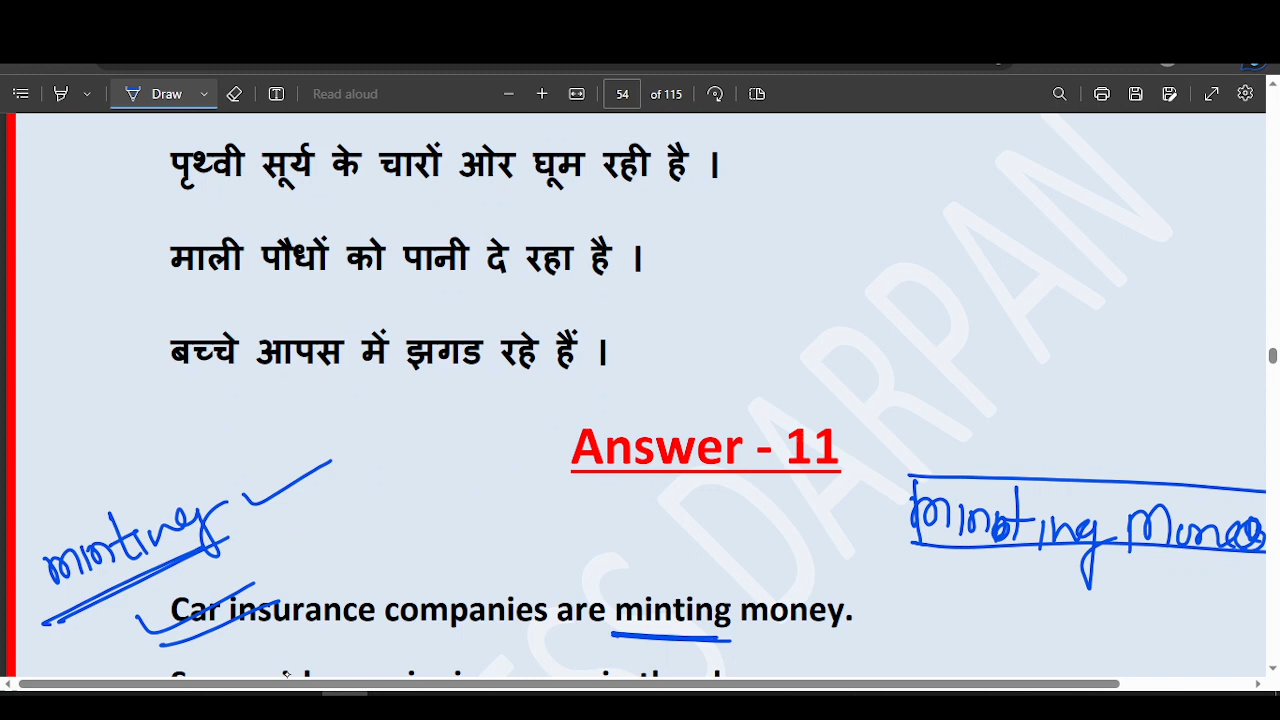 Draw
Read aloud
54 of 115
पृथ्वी सूर्य के चारों ओर घूम रही है ।
माली पौधों को पानी दे रहा है ।
बच्चे आपस में झगड रहे हैं ।
Answer - 11
minting
Minting
Car insurance companies are minting money.
DARPAN